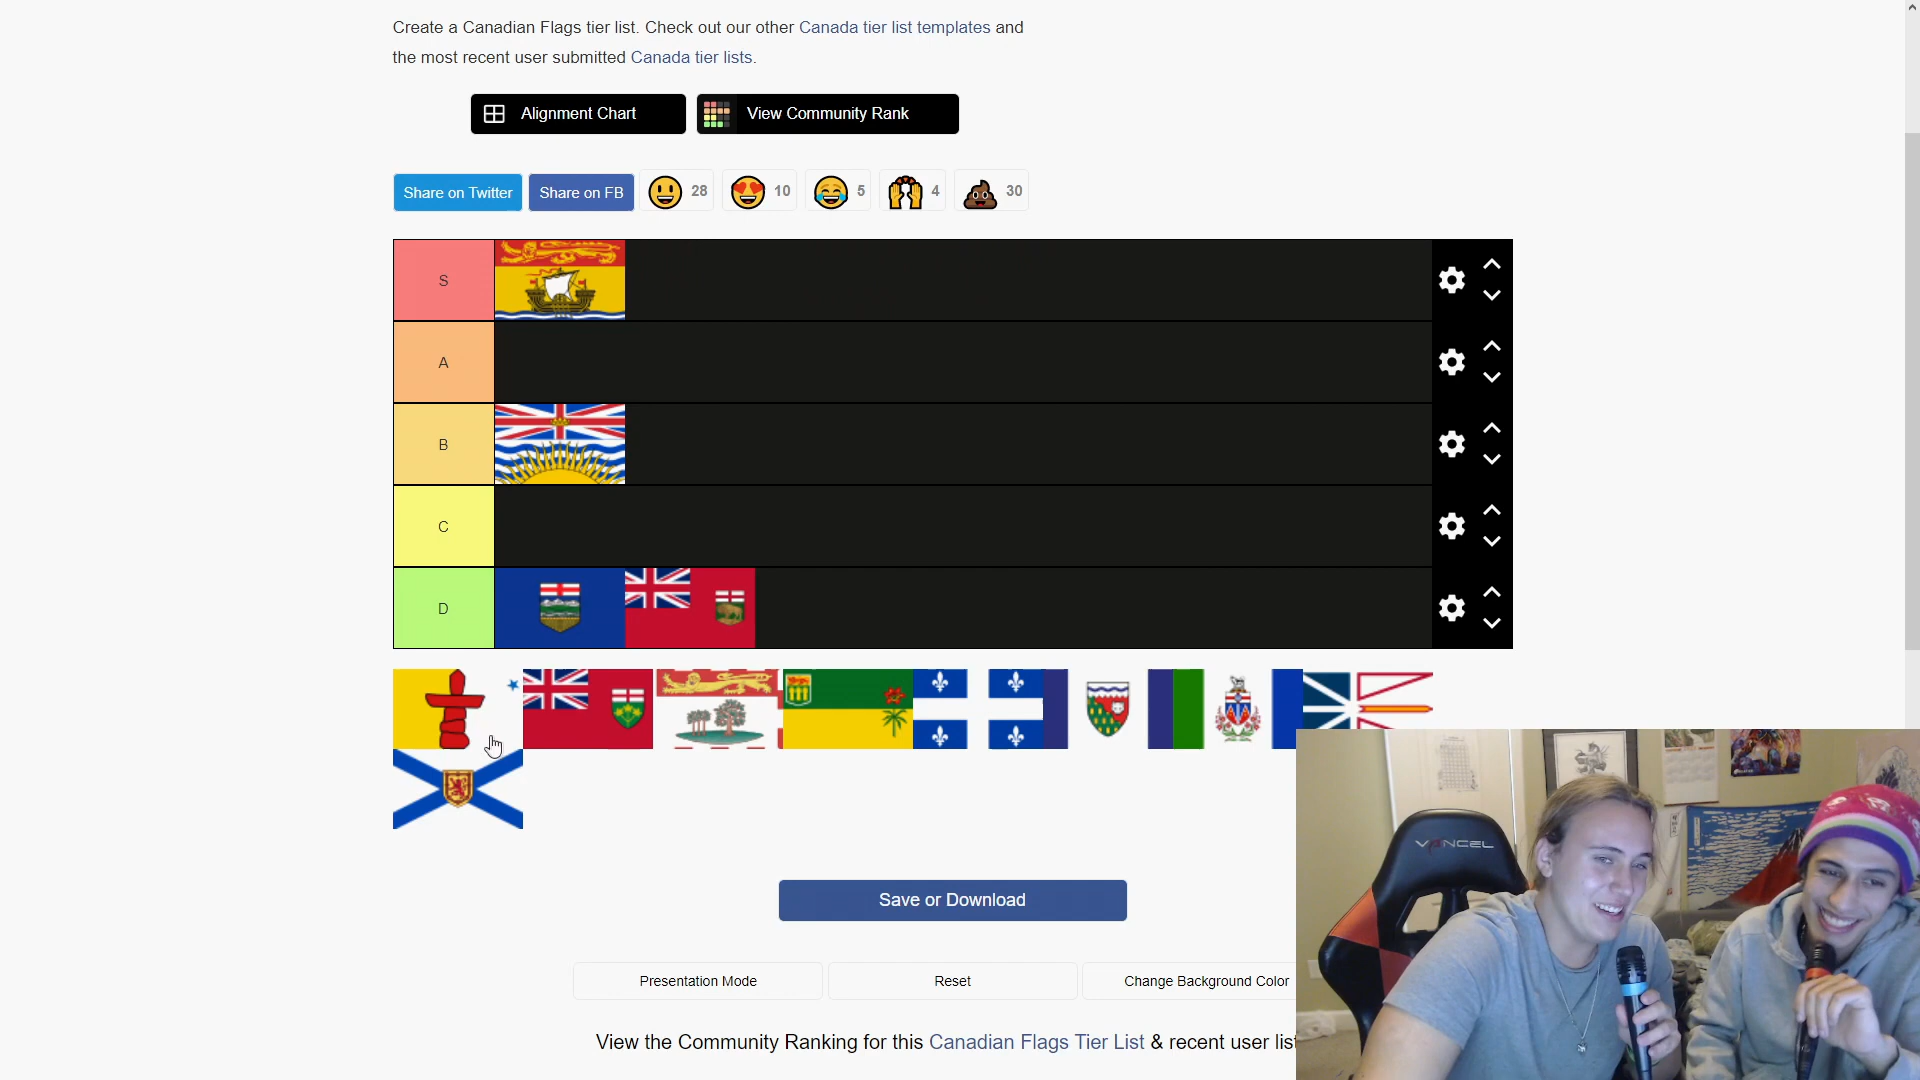 Create a Canadian Flags tier list. Check out our other Canada tier list templates and
the most recent user submitted Canada tier lists.
Alignment Chart
View Community Rank
Share on Twitter
Share on FB
28
10
5
4
30
S
A
B
C
D
Save or Download
Presentation Mode
Reset
Change Background Color
View the Community Ranking for this Canadian Flags Tier List & recent user list